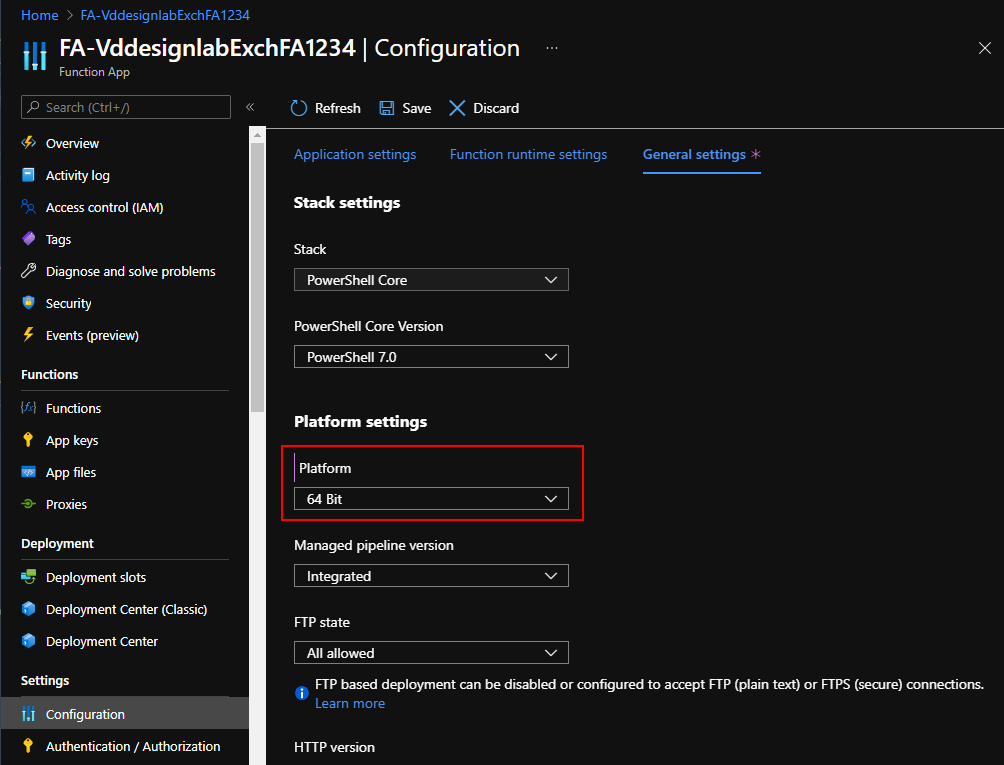 Home > FA-VddesignlabExchFA1234
FA-VddesignlabExchFA1234 | Configuration ...
Function App
Search (Ctrl+/)
«
Overview
Activity log
Access control (IAM)
Tags
Diagnose and solve problems
Security
Events (preview)
Functions
Functions
App keys
App files
Proxies
Deployment
Deployment slots
Deployment Center (Classic)
Deployment Center
Settings
Configuration
Authentication / Authorization
Refresh Save Discard
Application settings Function runtime settings General settings *
Stack settings
Stack
PowerShell Core
PowerShell Core Version
PowerShell 7.0
Platform settings
Platform
64 Bit
Managed pipeline version
Integrated
FTP state
All allowed
FTP based deployment can be disabled or configured to accept FTP (plain text) or FTPS (secure) connections.
Learn more
HTTP version